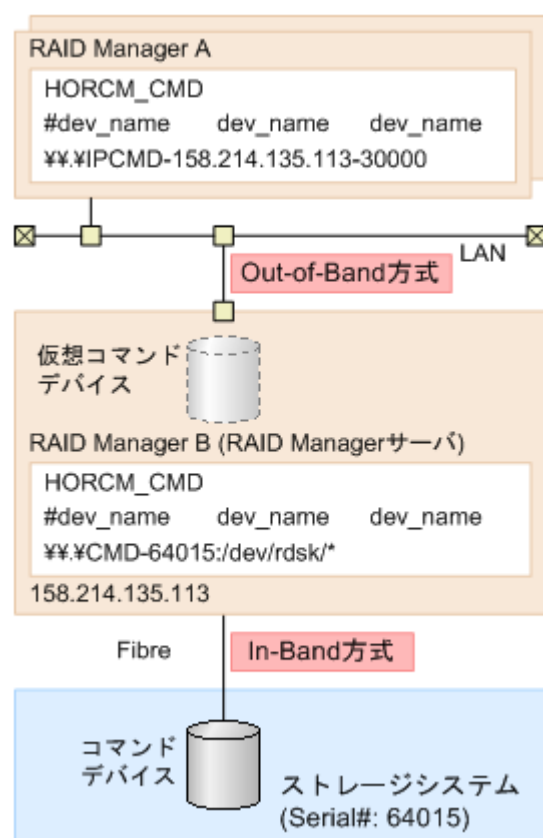 RAID Manager A
HORCM_CMD
#dev_name dev_name dev_name
¥¥.¥IPCMD-158.214.135.113-30000
LAN
Out-of-Band方式
仮想コマンド
デバイス
RAID Manager B (RAID Managerサーバ)
HORCM_CMD
#dev_name dev_name dev_name
¥¥.¥CMD-64015:/dev/rdsk/*
158.214.135.113
Fibre
In-Band方式
コマンド
デバイス
ストレージシステム
(Serial#: 64015)